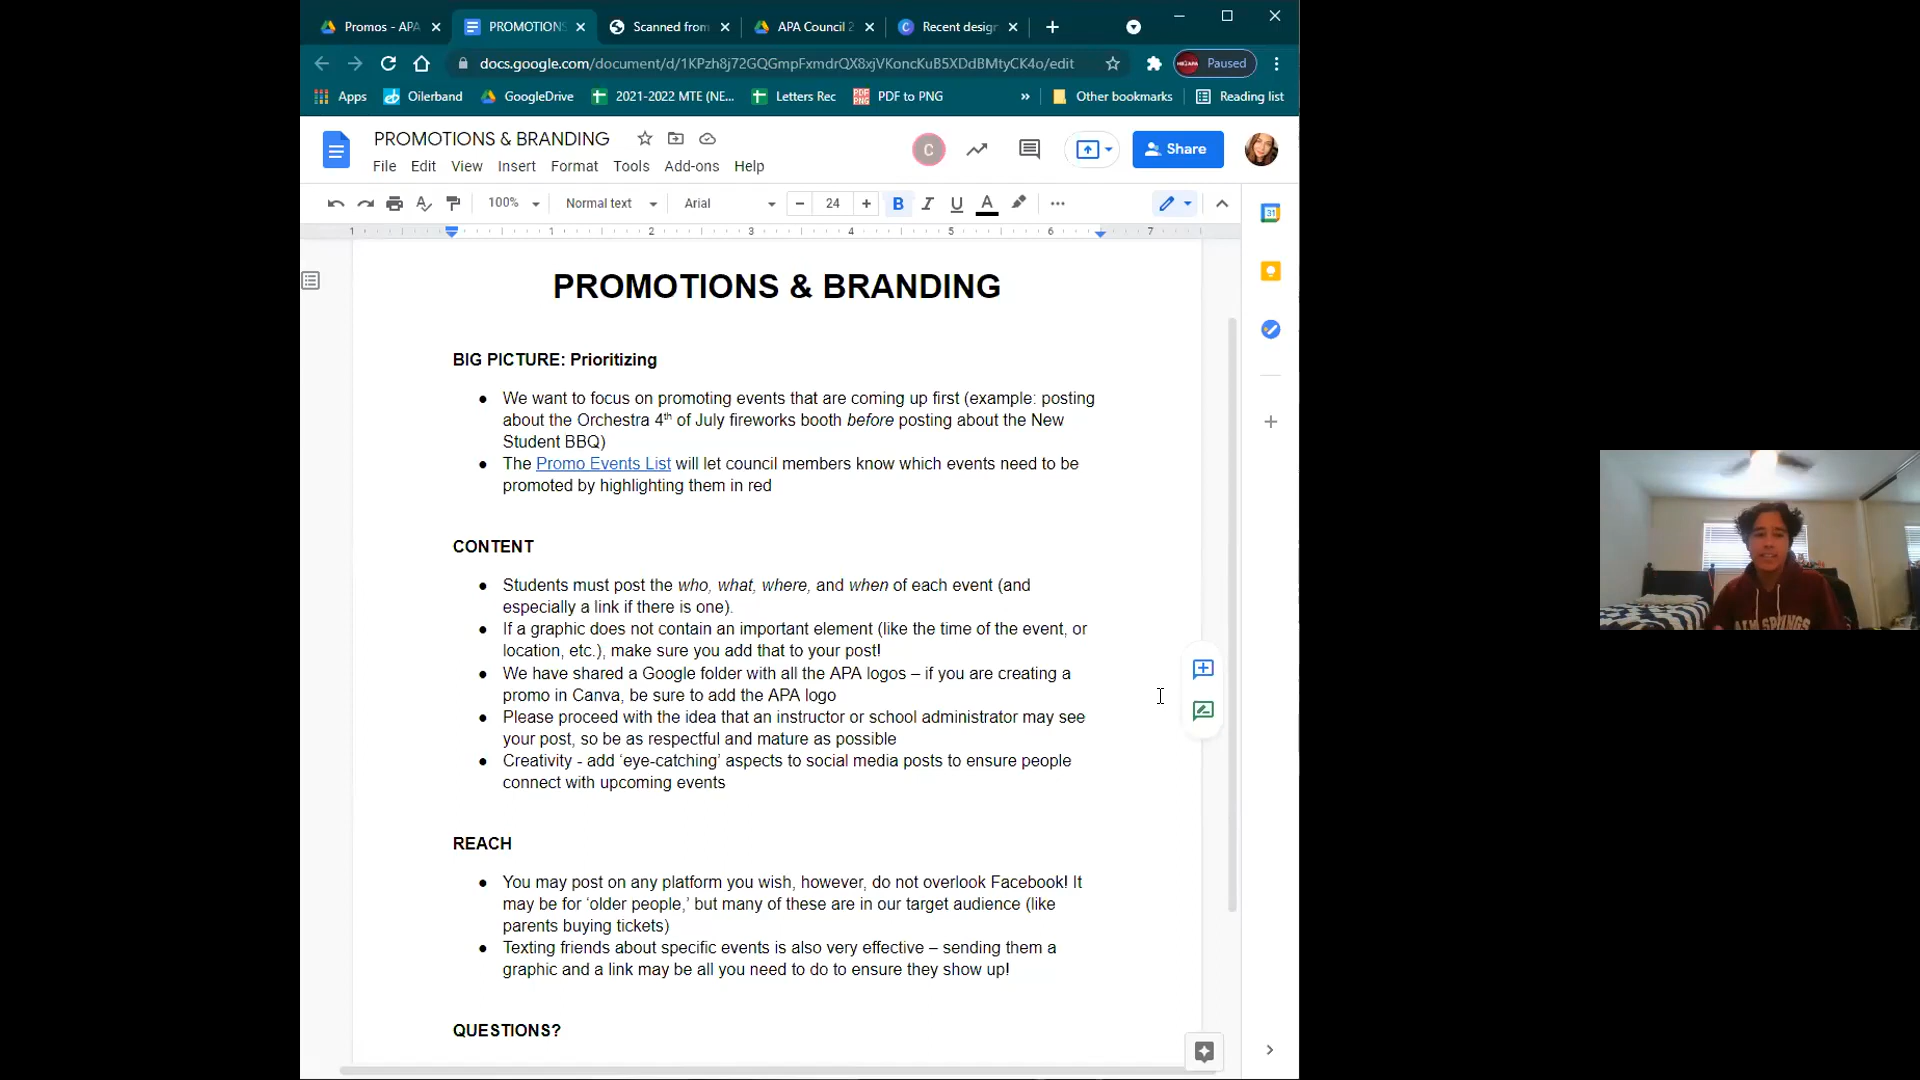 Promos - APA
PROMOTIONS
Scanned from
APA Council 2
Recent design
docs.google.com/document/d/1KPzh8j72GQGmpFxmdrQX8xjVKoncKuB5XDdBMtyCK4o/edit
Paused
Apps
Oilerband
GoogleDrive
2021-2022 MTE (NE...
Letters Rec
PDF to PNG
»
Other bookmarks
Reading list
PROMOTIONS & BRANDING
C
Share
File Edit View Insert Format Tools Add-ons Help
100% Normal text Arial 24 B I U A
1 1 2 3 4 5 6 7
31
PROMOTIONS & BRANDING
BIG PICTURE: Prioritizing
● We want to focus on promoting events that are coming up first (example: posting
about the Orchestra 4th of July fireworks booth before posting about the New
Student BBQ)
● The Promo Events List will let council members know which events need to be
promoted by highlighting them in red
CONTENT
● Students must post the who, what, where, and when of each event (and
especially a link if there is one).
● If a graphic does not contain an important element (like the time of the event, or
location, etc.), make sure you add that to your post!
● We have shared a Google folder with all the APA logos – if you are creating a
promo in Canva, be sure to add the APA logo
● Please proceed with the idea that an instructor or school administrator may see
your post, so be as respectful and mature as possible
● Creativity - add ‘eye-catching’ aspects to social media posts to ensure people
connect with upcoming events
REACH
● You may post on any platform you wish, however, do not overlook Facebook! It
may be for ‘older people,’ but many of these are in our target audience (like
parents buying tickets)
● Texting friends about specific events is also very effective – sending them a
graphic and a link may be all you need to do to ensure they show up!
QUESTIONS?